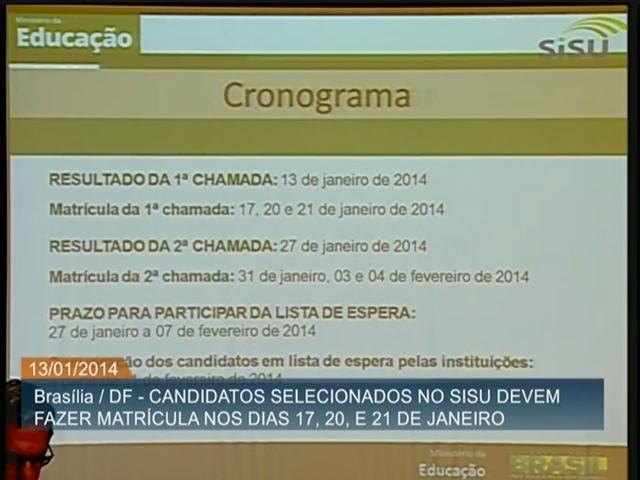 Ministério da
Educação
SiSU
Cronograma
RESULTADO DA 1ª CHAMADA: 13 de janeiro de 2014
Matrícula da 1ª chamada: 17, 20 e 21 de janeiro de 2014
RESULTADO DA 2ª CHAMADA: 27 de janeiro de 2014
Matrícula da 2ª chamada: 31 de janeiro, 03 e 04 de fevereiro de 2014
PRAZO PARA PARTICIPAR DA LISTA DE ESPERA:
27 de janeiro a 07 de fevereiro de 2014
dos candidatos em lista de espera pelas instituições:
de fevereiro de 2014
13/01/2014
Brasília / DF - CANDIDATOS SELECIONADOS NO SISU DEVEM
FAZER MATRÍCULA NOS DIAS 17, 20, E 21 DE JANEIRO
Ministério da
Educação
BRASIL